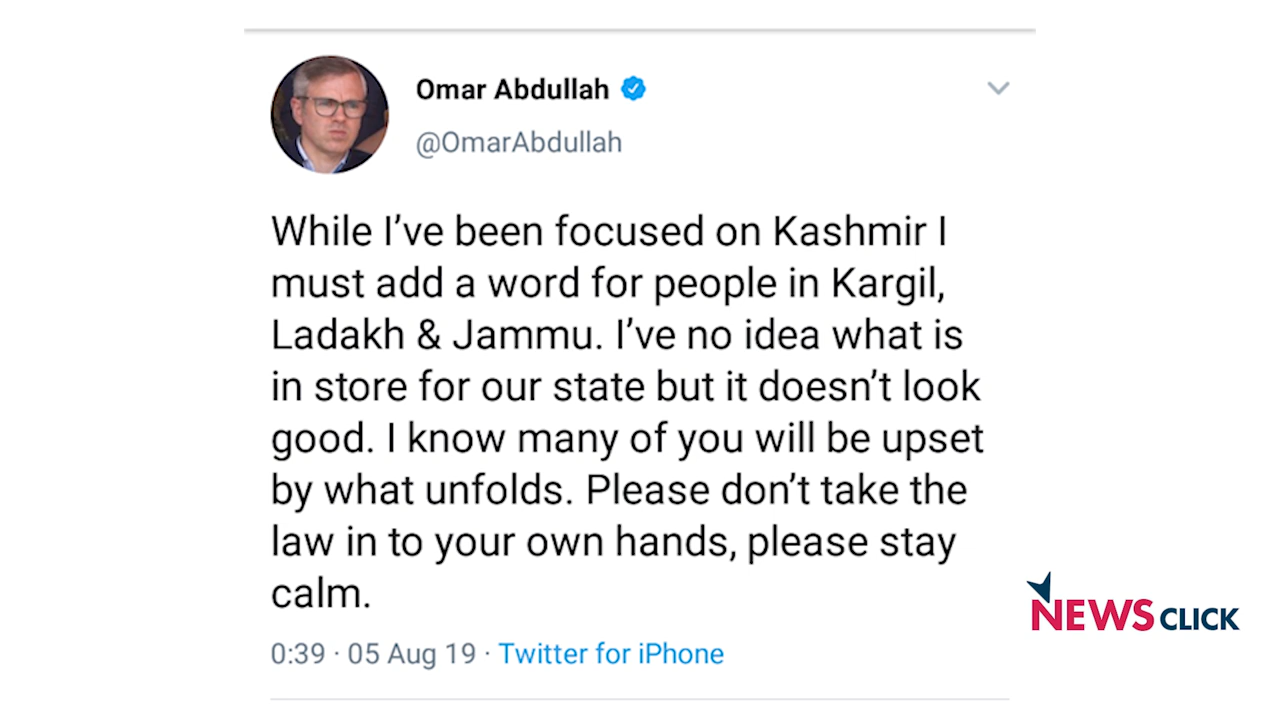 Omar Abdullah
@OmarAbdullah
While I’ve been focused on Kashmir I
must add a word for people in Kargil,
Ladakh & Jammu. I’ve no idea what is
in store for our state but it doesn’t look
good. I know many of you will be upset
by what unfolds. Please don’t take the
law in to your own hands, please stay
calm.
0:39 · 05 Aug 19 · Twitter for iPhone
NEWS CLICK